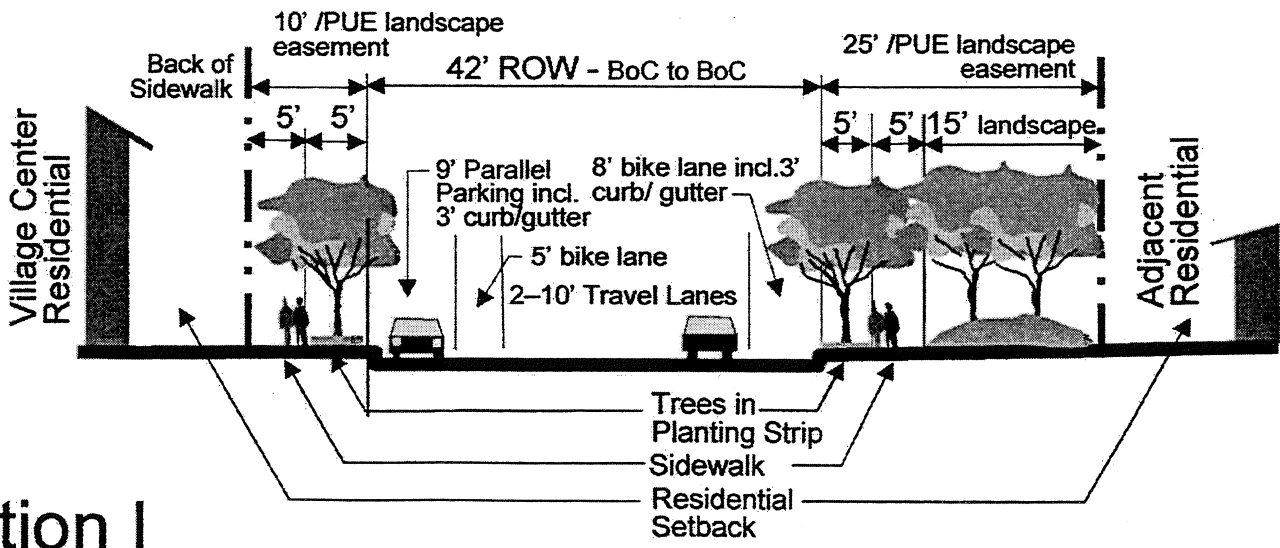 10' /PUE landscape
easement
Back of
Sidewalk
42' ROW - BoC to BoC
25' /PUE landscape
easement
5'
5'
5'
5'
15' landscape
Village Center
Residential
9' Parallel
Parking incl.
3' curb/gutter
8' bike lane incl.3'
curb/ gutter
5' bike lane
2–10' Travel Lanes
Adjacent
Residential
Trees in
Planting Strip
Sidewalk
Residential
Setback
tion I